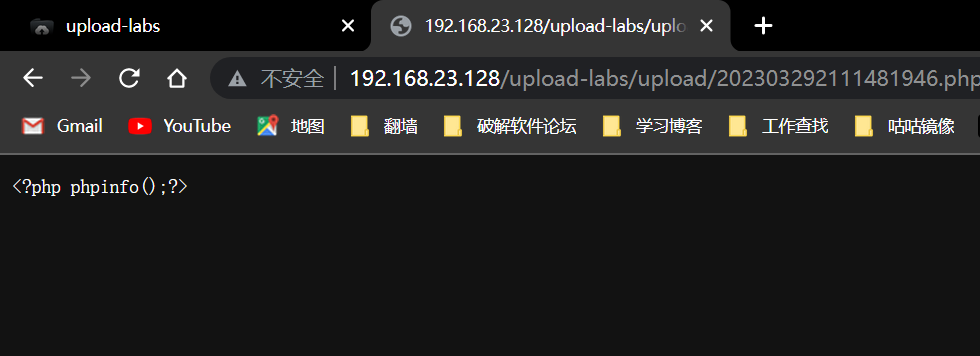 upload-labs
192.168.23.128/upload-labs/uplo
不安全 192.168.23.128/upload-labs/upload/202303292111481946.php
Gmail YouTube 地图 翻墙 破解软件论坛 学习博客 工作查找 咕咕镜像
<?php phpinfo();?>